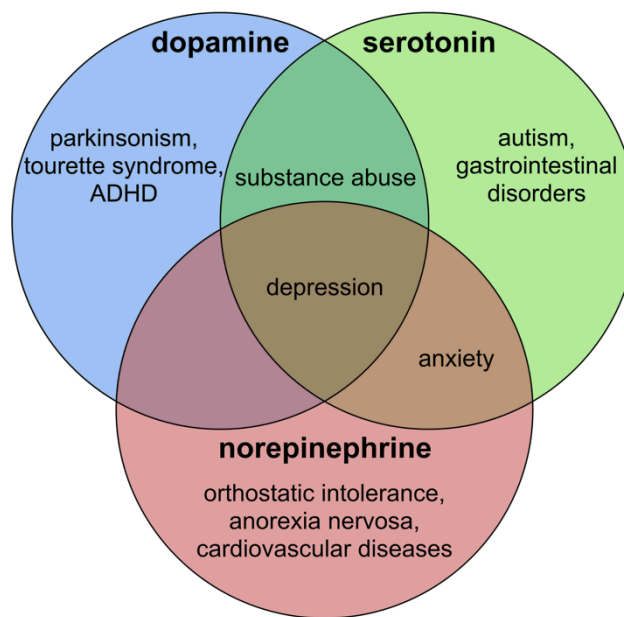 dopamine
serotonin
parkinsonism,
tourette syndrome,
ADHD
substance abuse
autism,
gastrointestinal
disorders
depression
anxiety
norepinephrine
orthostatic intolerance,
anorexia nervosa,
cardiovascular diseases